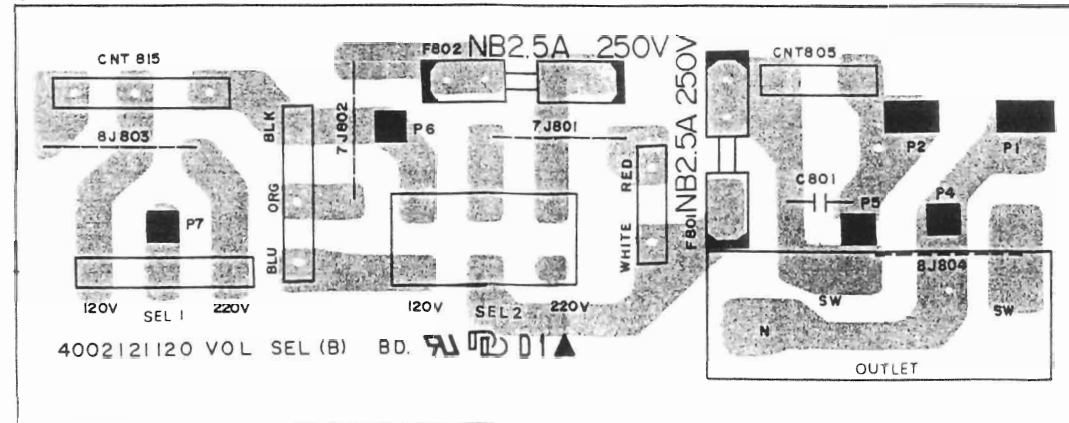 CNT 815
F802 NB2.5A 250V
NB2.5A 250V
F801
CNT805
8J803
BLK
7J802
P6
7J801
P2
P1
ORG
RED
C801
P5
P4
P7
BLU
WHITE
8J804
120V
SEL 1
220V
120V
SEL 2
220V
SW
SW
N
OUTLET
4002121120 VOL SEL (B) BD. D1